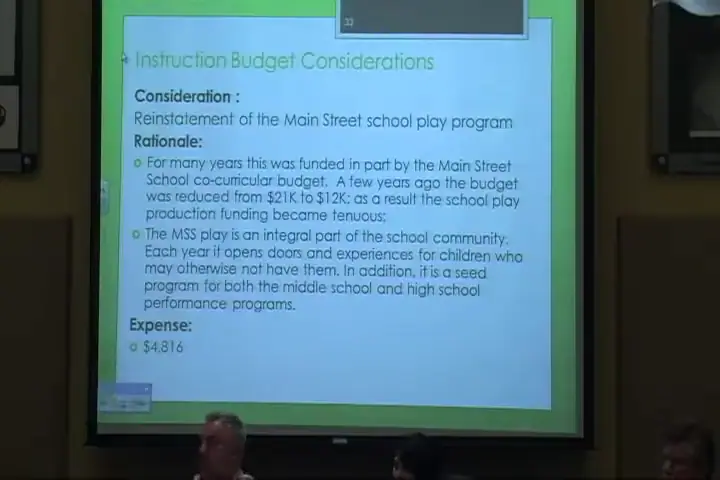 33
Instruction Budget Considerations
Consideration :
Reinstatement of the Main Street school play program
Rationale:
For many years this was funded in part by the Main Street
School co-curricular budget. A few years ago the budget
was reduced from $21K to $12K; as a result the school play
production funding became tenuous;
The MSS play is an integral part of the school community.
Each year it opens doors and experiences for children who
may otherwise not have them. In addition, it is a seed
program for both the middle school and high school
performance programs.
Expense:
$4,816